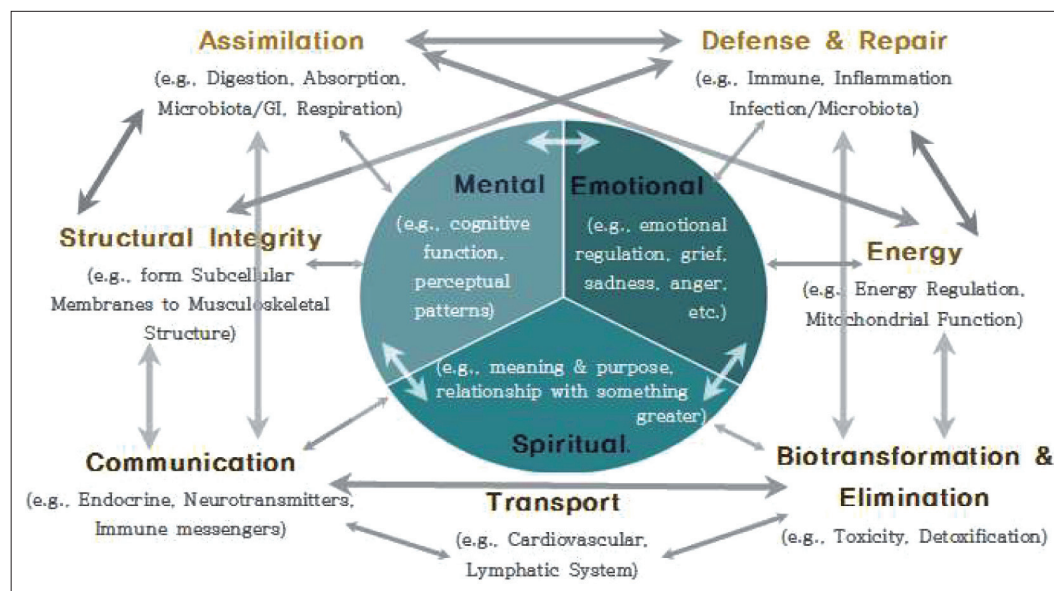 Assimilation
(e.g., Digestion, Absorption,
Microbiota/GI, Respiration)
Defense & Repair
(e.g., Immune, Inflammation
Infection/Microbiota)
Mental
(e.g., cognitive
function,
perceptual
patterns)
Emotional
(e.g., emotional
regulation, grief,
sadness, anger,
etc.)
Structural Integrity
(e.g., form Subcellular
Membranes to Musculoskeletal
Structure)
Energy
(e.g., Energy Regulation,
Mitochondrial Function)
(e.g., meaning & purpose,
relationship with something
greater)
Spiritual.
Communication
(e.g., Endocrine, Neurotransmitters,
Immune messengers)
Transport
(e.g., Cardiovascular,
Lymphatic System)
Biotransformation &
Elimination
(e.g., Toxicity, Detoxification)